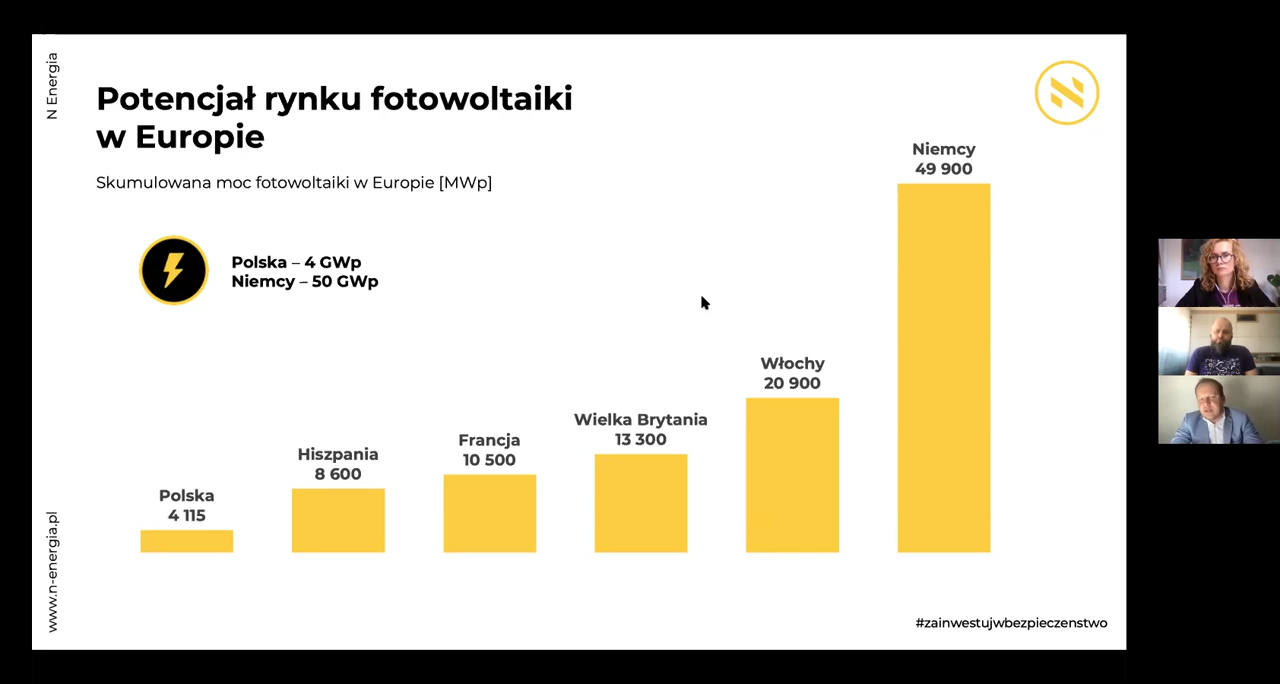 N Energia
Potencjał rynku fotowoltaiki
w Europie
Skumulowana moc fotowoltaiki w Europie [MWp]
Polska – 4 GWp
Niemcy – 50 GWp
Polska
4 115
Hiszpania
8 600
Francja
10 500
Wielka Brytania
13 300
Włochy
20 900
Niemcy
49 900
www.n-energia.pl
#zainwestujwbezpieczenstwo